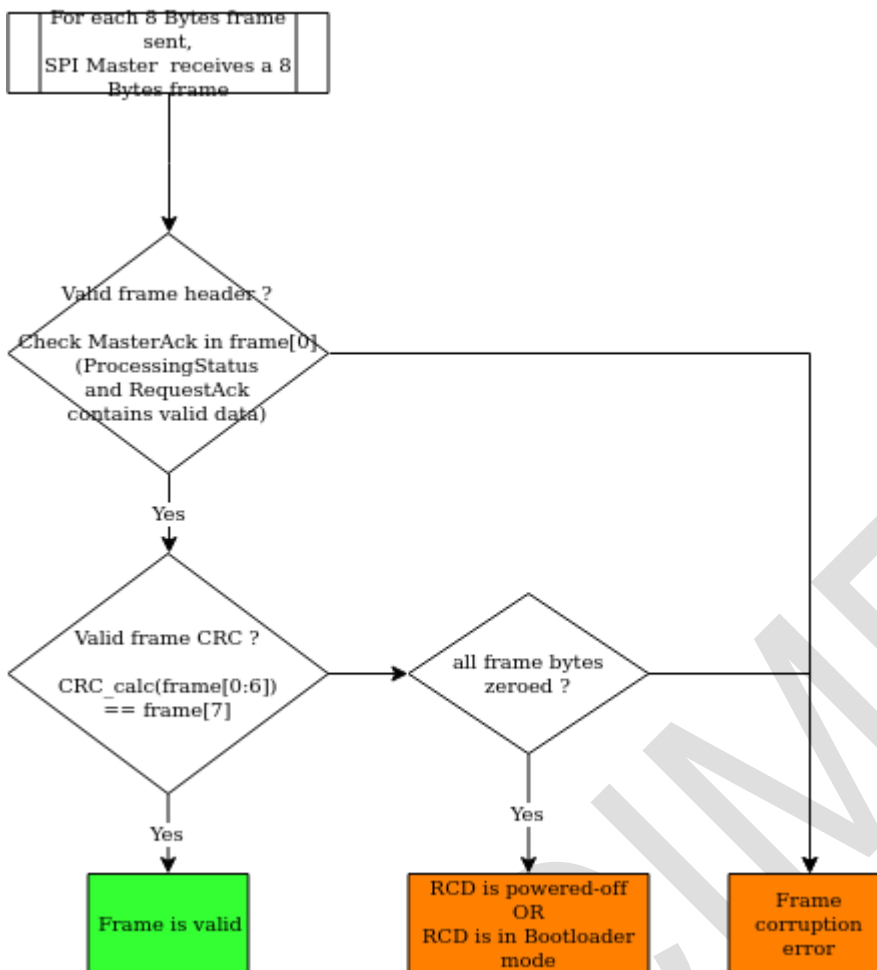 For each 8 Bytes frame
sent,
SPI Master receives a 8
Bytes frame
Valid frame header ?
Check MasterAck in frame[0]
(ProcessingStatus
and RequestAck
contains valid data)
Yes
Valid frame CRC ?
CRC_calc(frame[0:6])
== frame[7]
all frame bytes
zeroed ?
Yes
Yes
Frame is valid
RCD is powered-off
OR
RCD is in Bootloader
mode
Frame
corruption
error